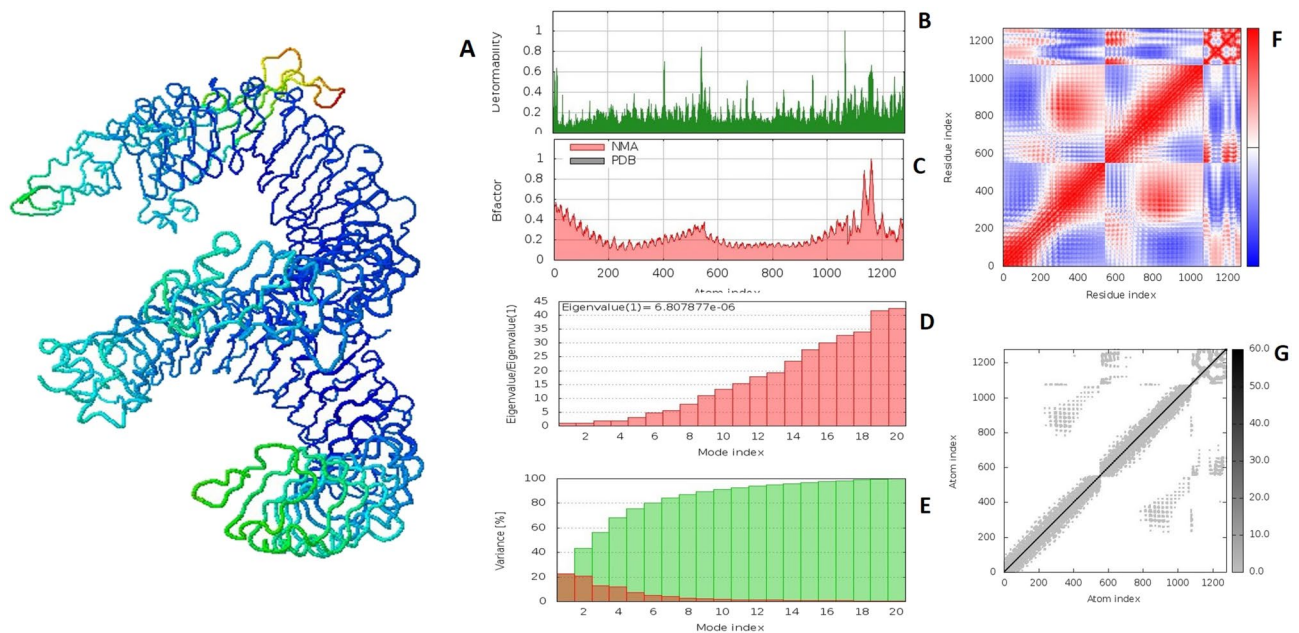 A
B
Deformability
1
0.8
0.6
0.4
0.2
0
C
NMA
PDB
Bfactor
1
0.8
0.6
0.4
0.2
0
0 200 400 600 800 1000 1200
Atom index
D
Eigenvalue(1)= 6.807877e-06
Eigenvalue/Eigenvalue(1)
45
40
35
30
25
20
15
10
5
0
2 4 6 8 10 12 14 16 18 20
Mode index
E
Variance [%]
100
80
60
40
20
0
2 4 6 8 10 12 14 16 18 20
Mode index
F
Residue index
1200
1000
800
600
400
200
0
0 200 400 600 800 1000 1200
Residue index
G
Atom index
1200
1000
800
600
400
200
0
0 200 400 600 800 1000 1200
Atom index
60.0
50.0
40.0
30.0
20.0
10.0
0.0